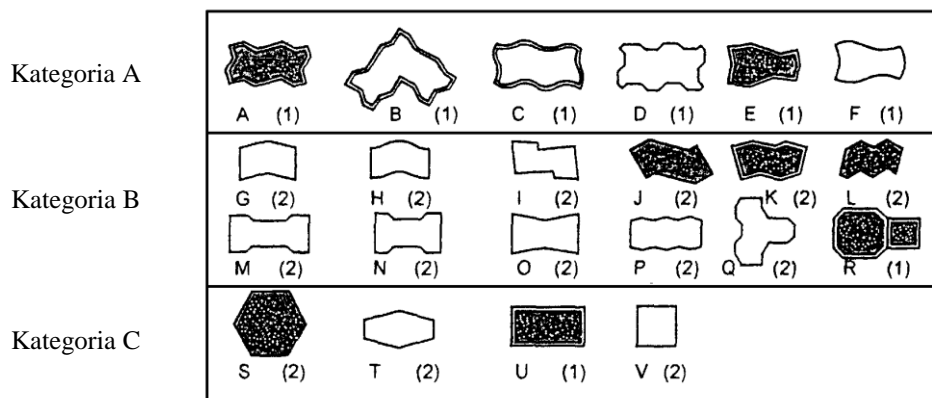 Kategoria A
A (1) B (1) C (1) D (1) E (1) F (1)
Kategoria B
G (2) H (2) I (2) J (2) K (2) L (2)
M (2) N (2) O (2) P (2) Q (2) R (1)
Kategoria C
S (2) T (2) U (1) V (2)